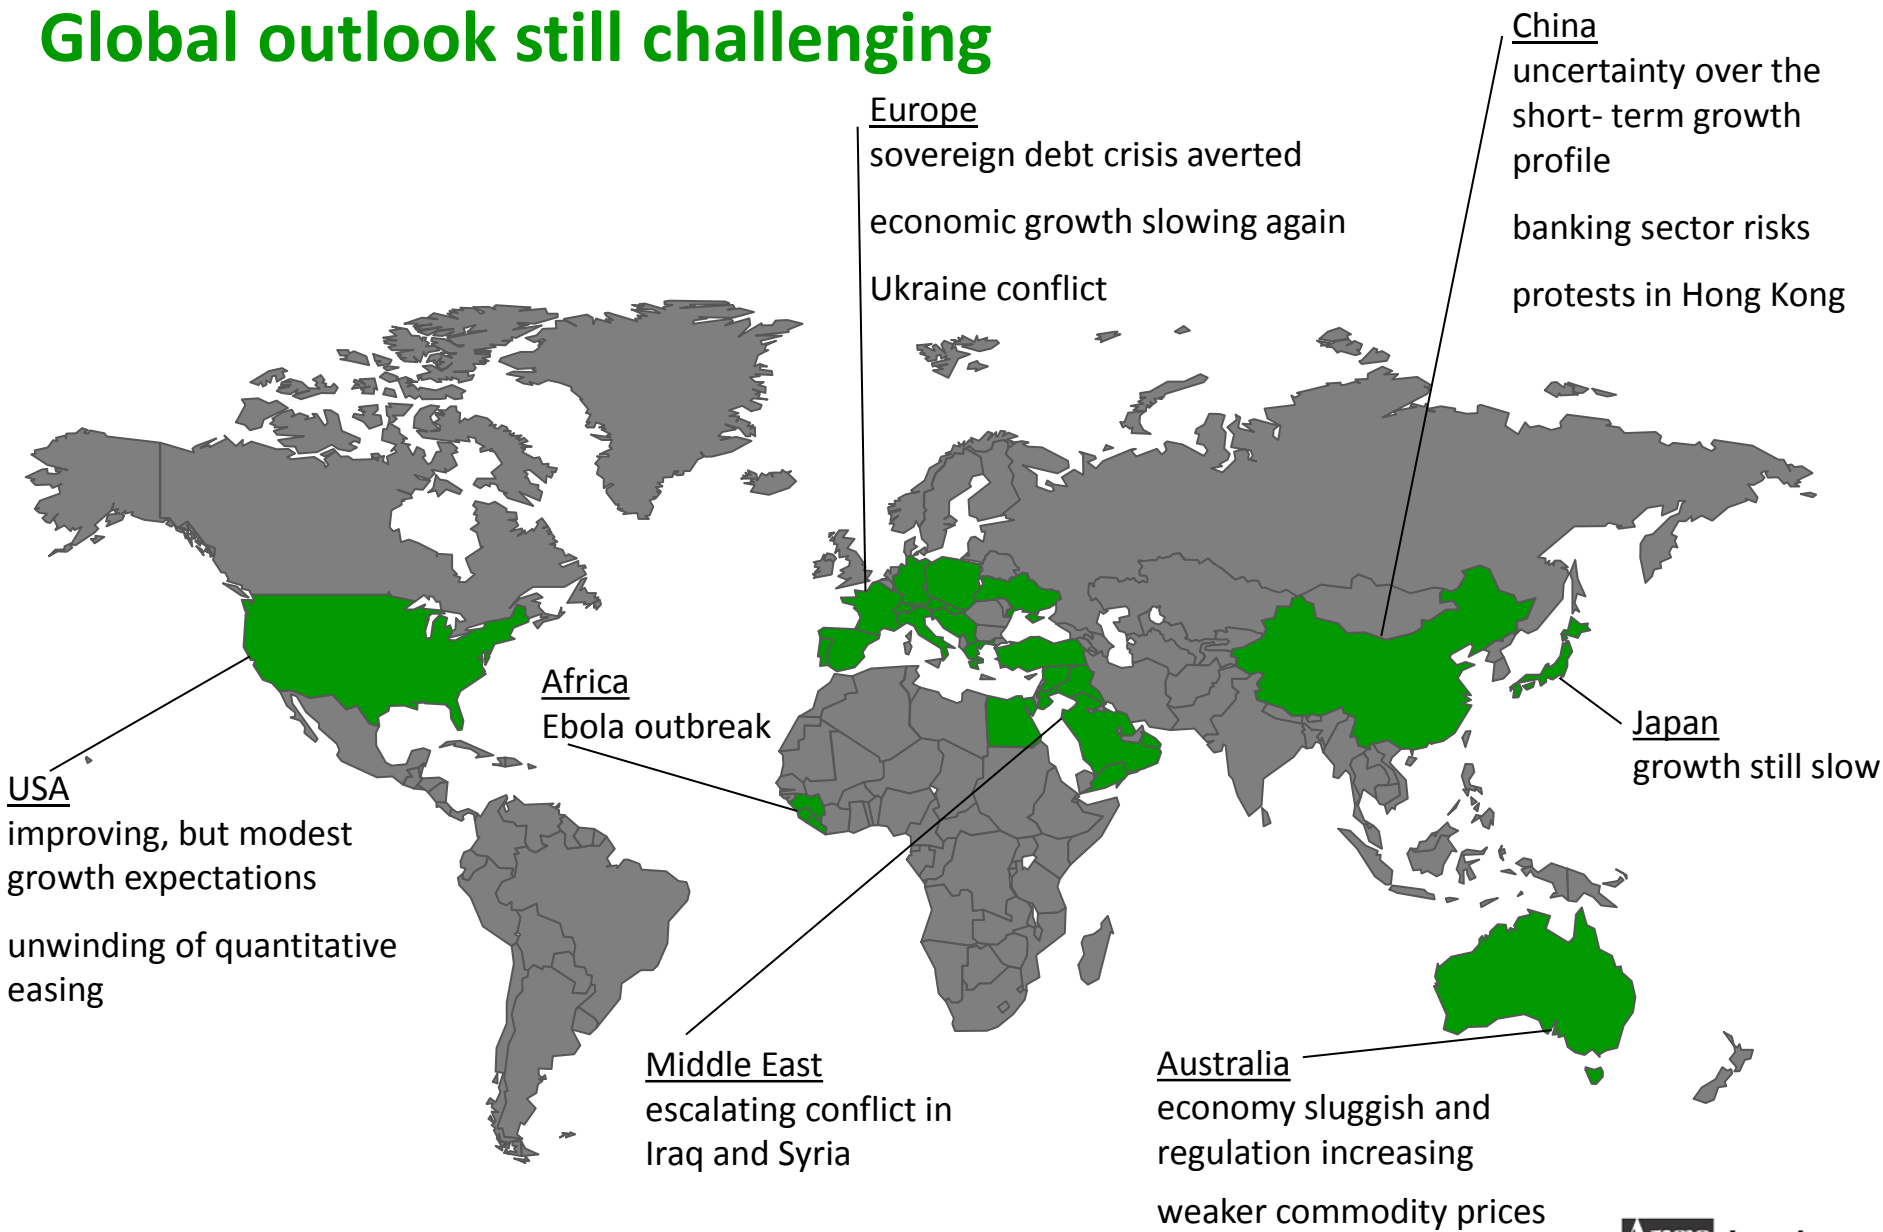 Global outlook still challenging
China
uncertainty over the
short- term growth
profile
banking sector risks
protests in Hong Kong
Europe
sovereign debt crisis averted
economic growth slowing again
Ukraine conflict
Africa
Ebola outbreak
Japan
growth still slow
USA
improving, but modest
growth expectations
unwinding of quantitative
easing
Middle East
escalating conflict in
Iraq and Syria
Australia
economy sluggish and
regulation increasing
weaker commodity prices